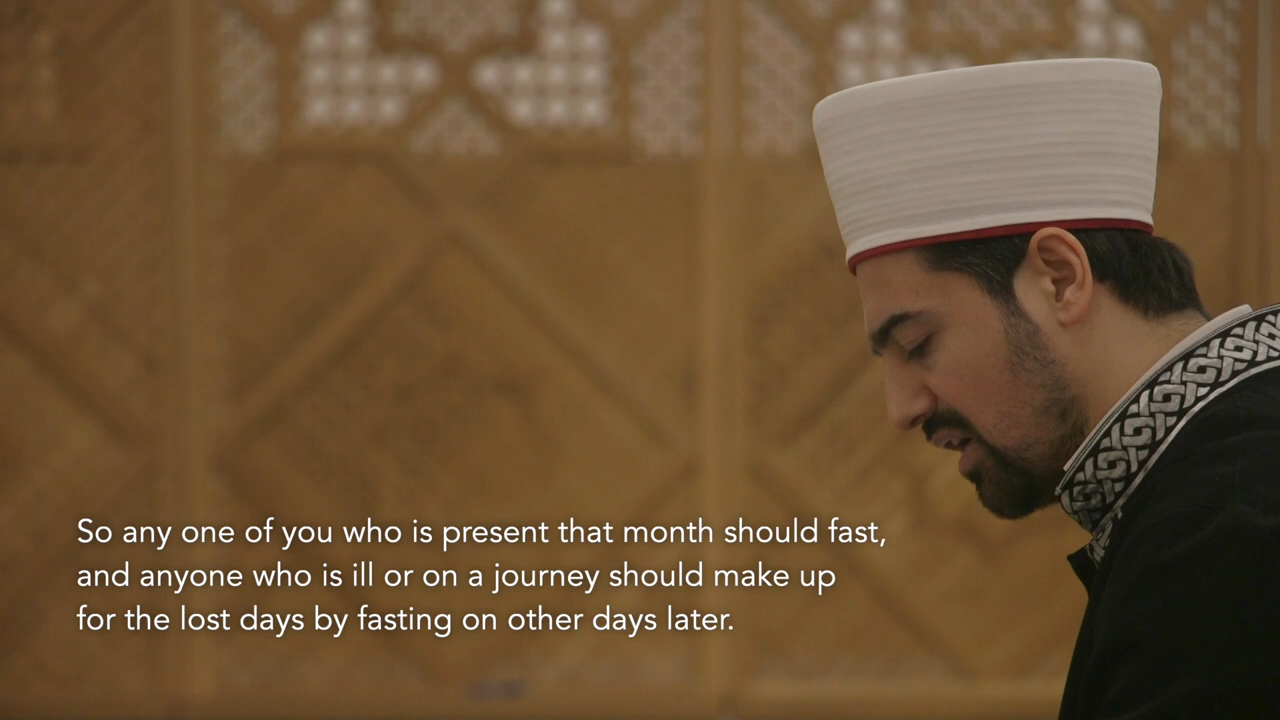 So any one of you who is present that month should fast,
and anyone who is ill or on a journey should make up
for the lost days by fasting on other days later.